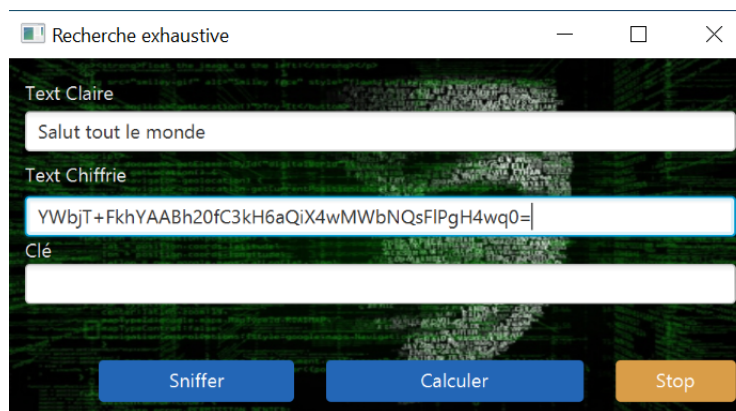 Recherche exhaustive
Text Claire
Salut tout le monde
Text Chiffrie
YWbjT+FkhYAABh20fC3kH6aQiX4wMWbNQsFlPgH4wq0=
Clé
Sniffer Calculer Stop